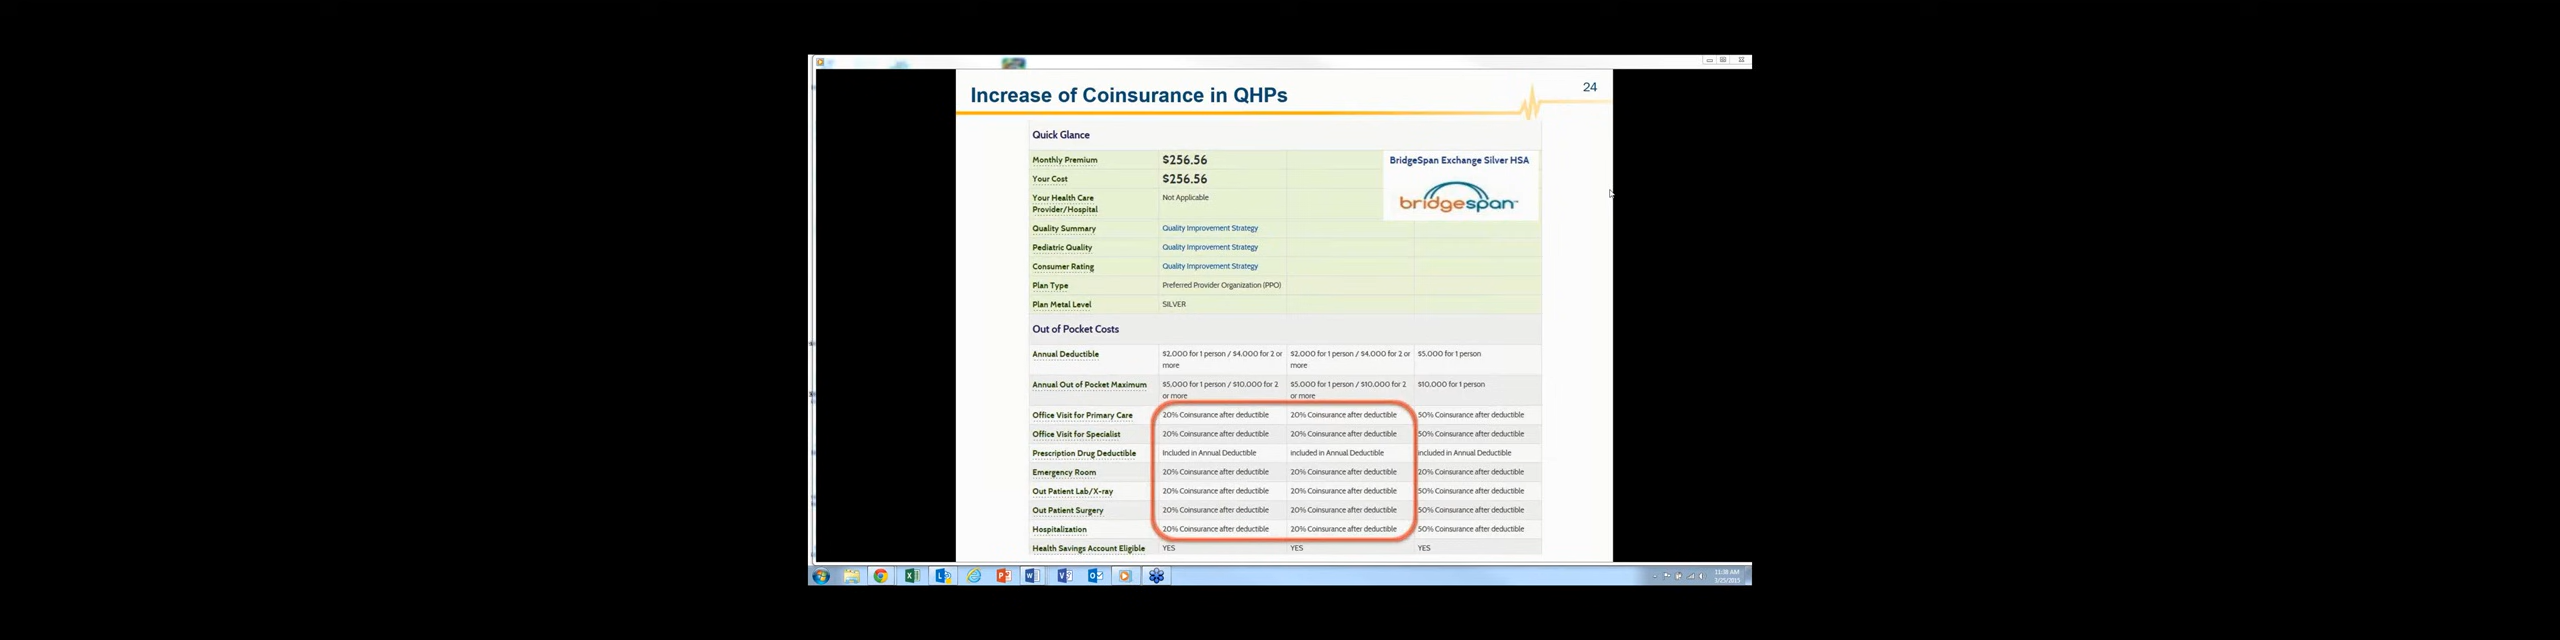 Increase of Coinsurance in QHPs
24
Quick Glance
Monthly Premium $256.56 BridgeSpan Exchange Silver HSA
Your Cost $256.56
Your Health Care Not Applicable bridgespan™
Provider/Hospital
Quality Summary Quality Improvement Strategy
Pediatric Quality Quality Improvement Strategy
Consumer Rating Quality Improvement Strategy
Plan Type Preferred Provider Organization (PPO)
Plan Metal Level SILVER
Out of Pocket Costs
Annual Deductible $2,000 for 1 person / $4,000 for 2 or $2,000 for 1 person / $4,000 for 2 or $5,000 for 1 person
more more
Annual Out of Pocket Maximum $5,000 for 1 person / $10,000 for 2 $5,000 for 1 person / $10,000 for 2 $10,000 for 1 person
or more or more
Office Visit for Primary Care 20% Coinsurance after deductible 20% Coinsurance after deductible 50% Coinsurance after deductible
Office Visit for Specialist 20% Coinsurance after deductible 20% Coinsurance after deductible 50% Coinsurance after deductible
Prescription Drug Deductible Included in Annual Deductible included in Annual Deductible included in Annual Deductible
Emergency Room 20% Coinsurance after deductible 20% Coinsurance after deductible 20% Coinsurance after deductible
Out Patient Lab/X-ray 20% Coinsurance after deductible 20% Coinsurance after deductible 50% Coinsurance after deductible
Out Patient Surgery 20% Coinsurance after deductible 20% Coinsurance after deductible 50% Coinsurance after deductible
Hospitalization 20% Coinsurance after deductible 20% Coinsurance after deductible 50% Coinsurance after deductible
Health Savings Account Eligible YES YES YES
11:39 AM
3/25/2015